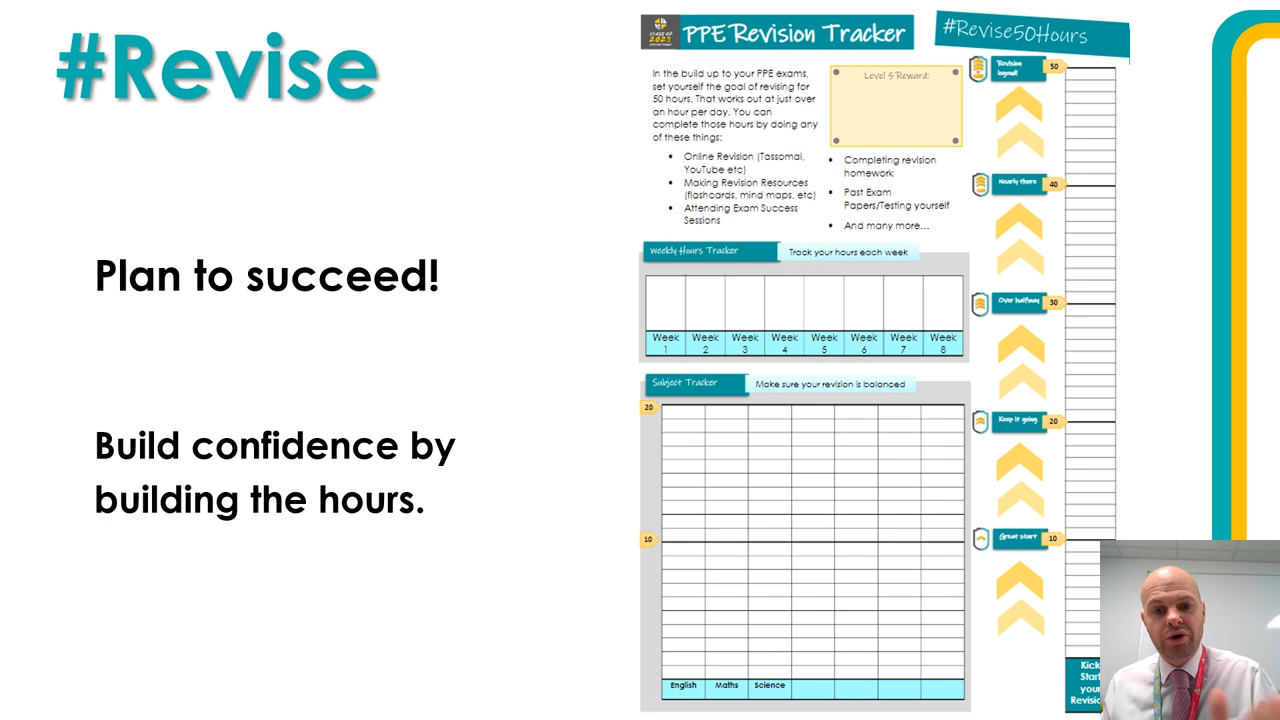 #Revise
Plan to succeed!
Build confidence by
building the hours.
CLASS OF
2023
PPE Revision Tracker
#Revise50Hours
In the build up to your PPE exams,
set yourself the goal of revising for
50 hours. That works out at just over
an hour per day. You can
complete those hours by doing any
of these things:
• Online Revision (Tassomai,
YouTube etc)
• Making Revision Resources
(flashcards, mind maps, etc)
• Attending Exam Success
Sessions
Level 5 Reward:
• Completing revision
homework
• Past Exam
Papers/Testing yourself
• And many more...
Weekly Hours Tracker
Track your hours each week
Week 1
Week 2
Week 3
Week 4
Week 5
Week 6
Week 7
Week 8
Subject Tracker
Make sure your revision is balanced
20
10
English
Maths
Science
Revision
legend!
50
Nearly there
40
Over halfway
30
Keep it going
20
Great start
10
Kick
Start
your
Revisio